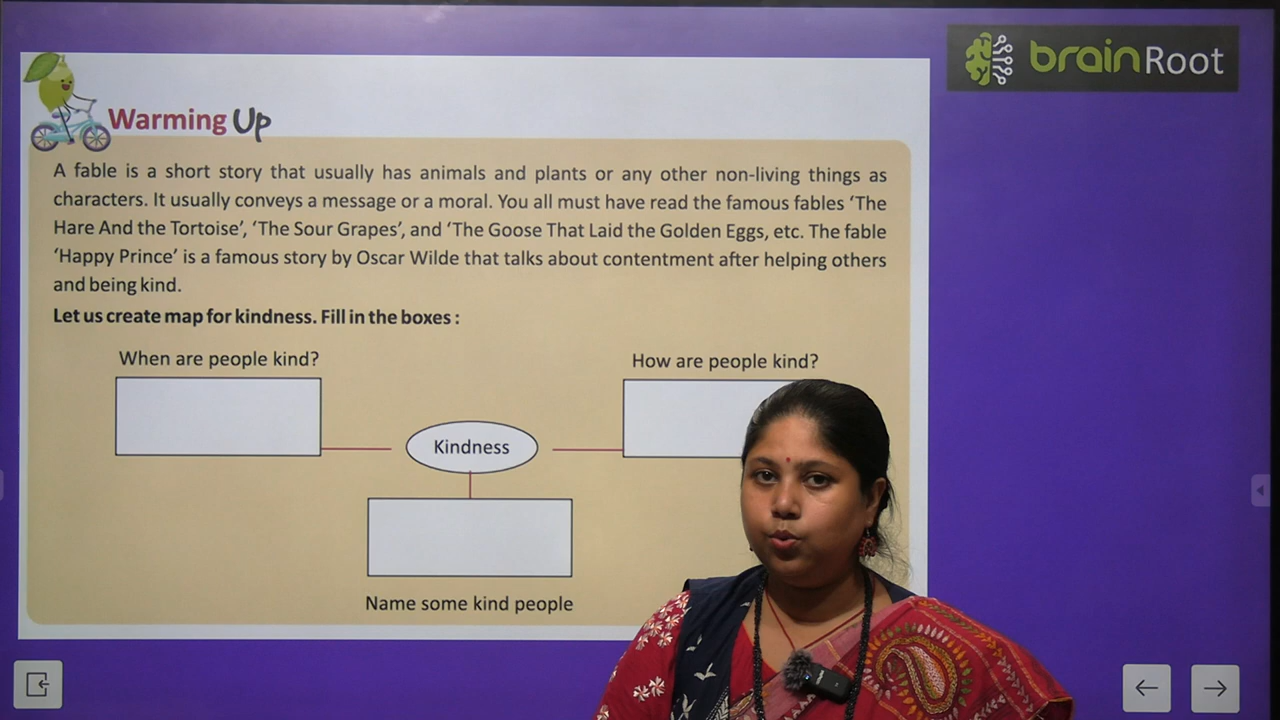 brainRoot
Warming Up
A fable is a short story that usually has animals and plants or any other non-living things as
characters. It usually conveys a message or a moral. You all must have read the famous fables ‘The
Hare And the Tortoise’, ‘The Sour Grapes’, and ‘The Goose That Laid the Golden Eggs, etc. The fable
‘Happy Prince’ is a famous story by Oscar Wilde that talks about contentment after helping others
and being kind.
Let us create map for kindness. Fill in the boxes :
When are people kind?
How are people kind?
Kindness
Name some kind people